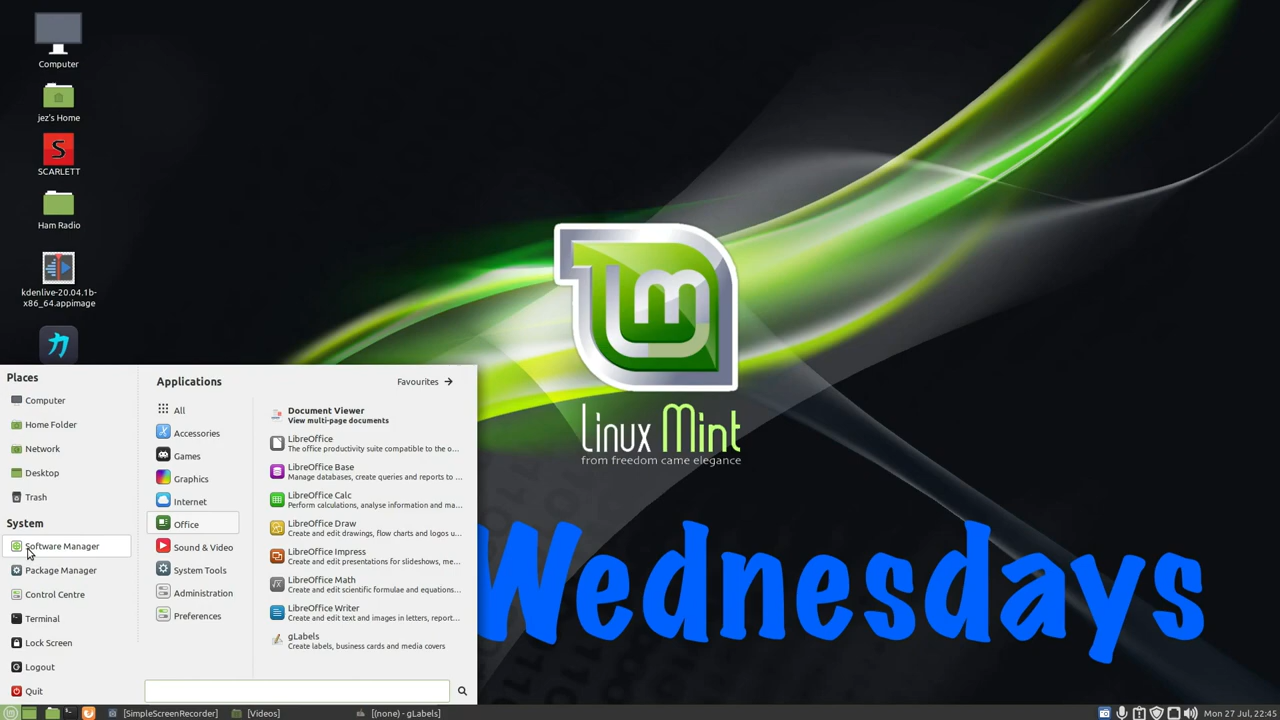 Computer
jez's Home
S
SCARLETT
Ham Radio
kdenlive-20.04.1b-
x86_64.appimage
カ
Linux Mint
from freedom came elegance
Wednesdays
Places
Computer
Home Folder
Network
Desktop
Trash
System
Software Manager
Package Manager
Control Centre
Terminal
Lock Screen
Logout
Quit
Applications
Favourites
All
Accessories
Games
Graphics
Internet
Office
Sound & Video
System Tools
Administration
Preferences
Document Viewer
View multi-page documents
LibreOffice
The office productivity suite compatible to the o...
LibreOffice Base
Manage databases, create queries and reports to ...
LibreOffice Calc
Perform calculations, analyse information and ma...
LibreOffice Draw
Create and edit drawings, flow charts and logos u...
LibreOffice Impress
Create and edit presentations for slideshows, me...
LibreOffice Math
Create and edit scientific formulae and equations...
LibreOffice Writer
Create and edit text and images in letters, report...
gLabels
Create labels, business cards and media covers
[SimpleScreenRecorder]
[Videos]
[(none) - gLabels]
Mon 27 Jul, 22:45